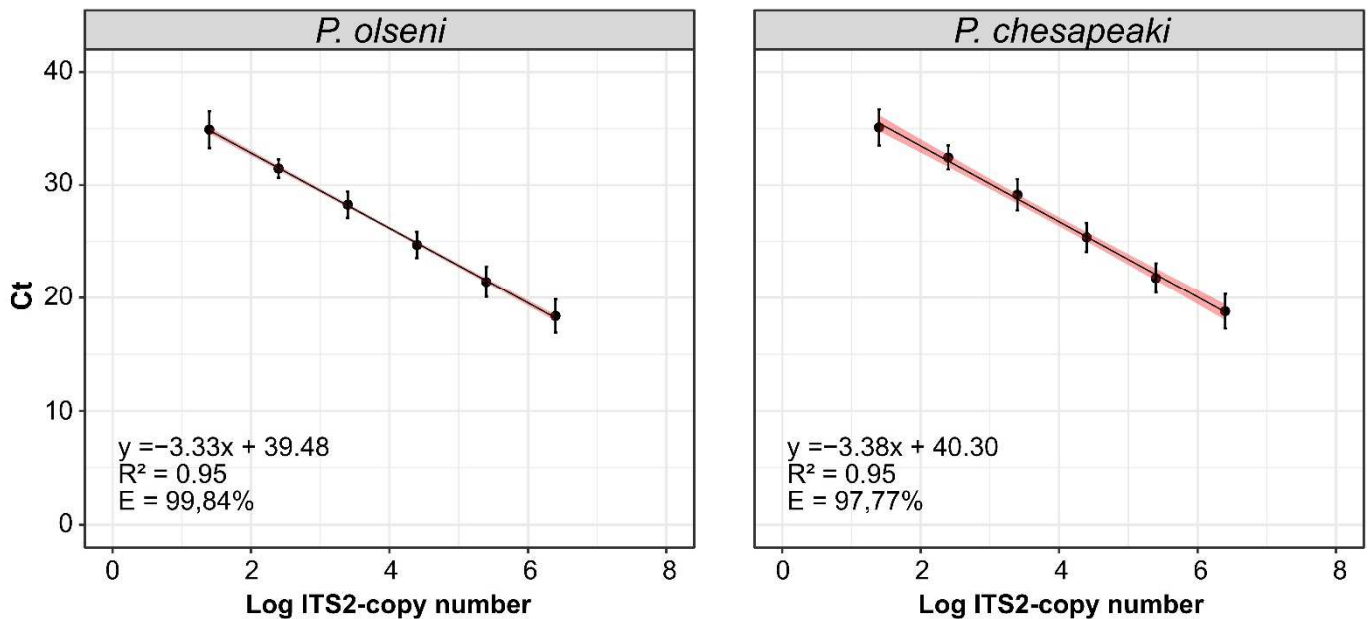 P. olseni
Ct
40
30
20
10
0
y =−3.33x + 39.48
R² = 0.95
E = 99,84%
0 2 4 6 8
Log ITS2-copy number
P. chesapeaki
y =−3.38x + 40.30
R² = 0.95
E = 97,77%
0 2 4 6 8
Log ITS2-copy number